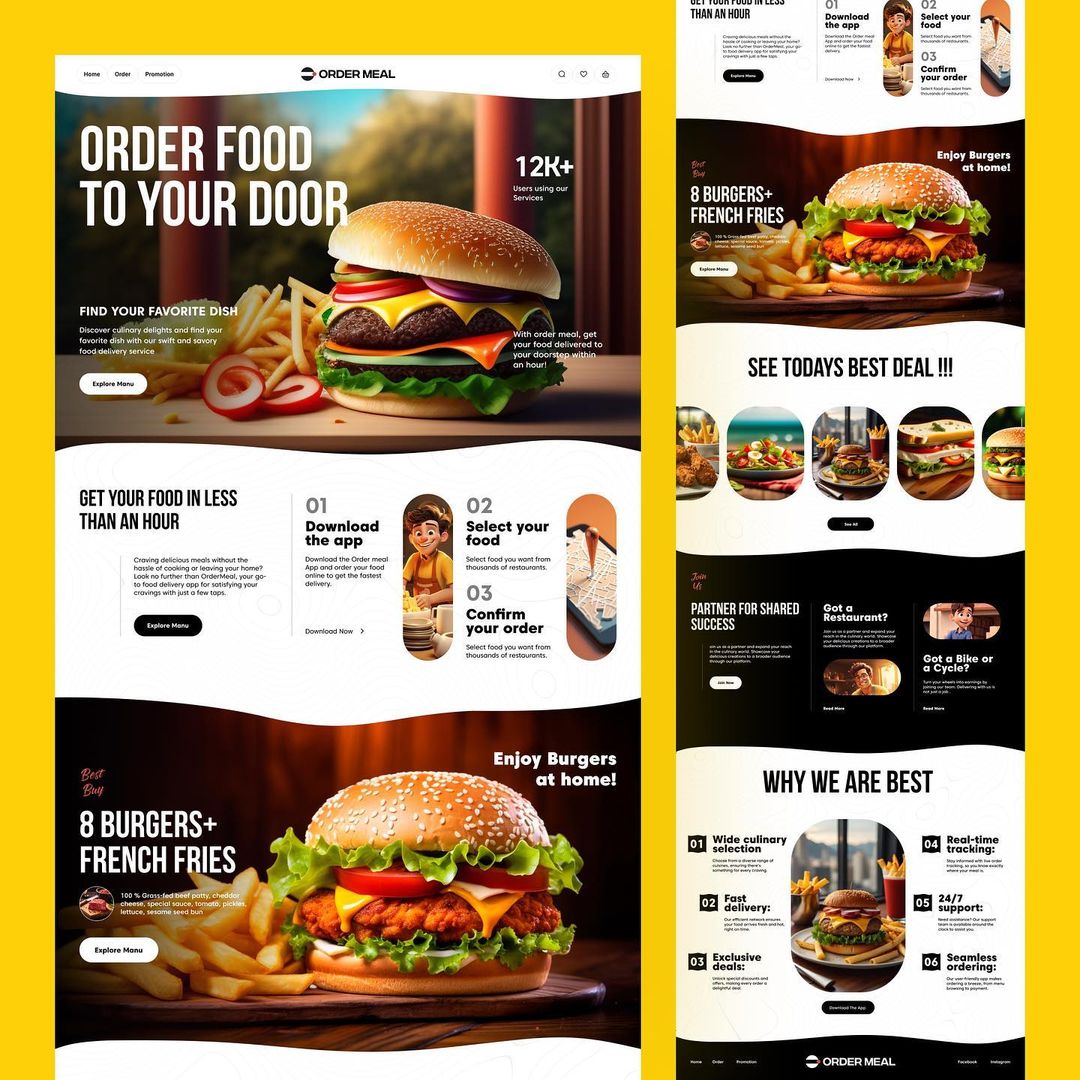 Home Order Promotion
ORDER MEAL
ORDER FOOD
TO YOUR DOOR
12K+
Users using our
Services
FIND YOUR FAVORITE DISH
Discover culinary delights and find your
favorite dish with our swift and savory
food delivery service
Explore Manu
With order meal, get
your food delivered to
your doorstep within
an hour!
GET YOUR FOOD IN LESS
THAN AN HOUR
Craving delicious meals without the
hassle of cooking or leaving your home?
Look no further than OrderMeal, your go-
to food delivery app for satisfying your
cravings with just a few taps.
Explore Manu
01
Download
the app
Download the Order meal
App and order your food
online to get the fastest
delivery.
Download Now >
02
Select your
food
Select food you want from
thousands of restaurants.
03
Confirm
your order
Select food you want from
thousands of restaurants.
Best
Buy
8 BURGERS+
FRENCH FRIES
100 % Grass-fed beef patty, cheddar
cheese, special sauce, tomato, pickles,
lettuce, sesame seed bun
Explore Manu
Enjoy Burgers
at home!
GET YOUR FOOD IN LESS
THAN AN HOUR
Craving delicious meals without the
hassle of cooking or leaving your home?
Look no further than OrderMeal, your go-
to food delivery app for satisfying your
cravings with just a few taps.
Explore Manu
01
Download
the app
Download the Order meal
App and order your food
online to get the fastest
delivery.
Download Now >
02
Select your
food
Select food you want from
thousands of restaurants.
03
Confirm
your order
Select food you want from
thousands of restaurants.
Best
Buy
8 BURGERS+
FRENCH FRIES
100 % Grass-fed beef patty, cheddar
cheese, special sauce, tomato, pickles,
lettuce, sesame seed bun
Explore Manu
Enjoy Burgers
at home!
SEE TODAYS BEST DEAL !!!
See All
Join
Us
PARTNER FOR SHARED
SUCCESS
oin us as a partner and expand your reach
in the culinary world. Showcase your
delicious creations to a broader audience
through our platform.
Join Now
Got a
Restaurant?
Join us as a partner and expand your
reach in the culinary world. Showcase
your delicious creations to a broader
audience through our platform.
Read More
Got a Bike or
a Cycle?
Turn your wheels into earnings by
joining our team. Delivering with us is
not just a job .
Read More
WHY WE ARE BEST
01 Wide culinary
selection
Choose from a diverse range of
cuisines, ensuring there's
something for every craving.
02 Fast
delivery:
Our efficient network ensures
your food arrives fresh and hot,
right on time.
03 Exclusive
deals:
Unlock special discounts and
offers, making every order a
delightful deal.
04 Real-time
tracking:
Stay informed with live order
tracking, so you know exactly
where your meal is.
05 24/7
support:
Need assistance? Our support
team is available around the
clock to assist you.
06 Seamless
ordering:
Our user-friendly app makes
ordering a breeze, from menu
browsing to payment.
Download The App
Home Order Promotion
ORDER MEAL
Facebook Instagram